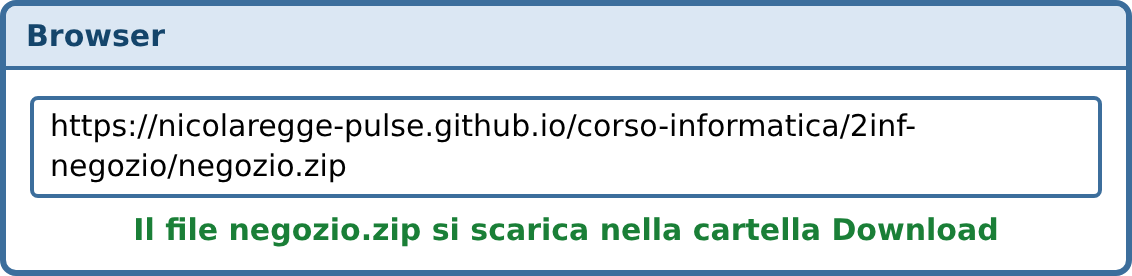 Browser
https://nicolaregge-pulse.github.io/corso-informatica/2inf-
negozio/negozio.zip
Il file negozio.zip si scarica nella cartella Download